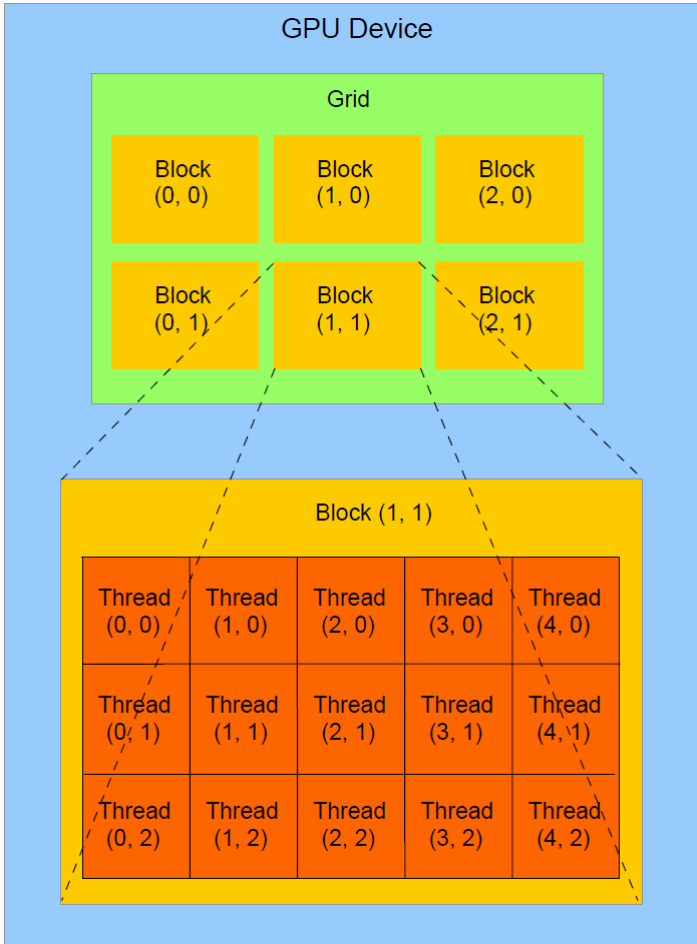 GPU Device
Grid
Block
(0, 0)
Block
(1, 0)
Block
(2, 0)
Block
(0, 1)
Block
(1, 1)
Block
(2, 1)
Block (1, 1)
Thread
(0, 0)
Thread
(1, 0)
Thread
(2, 0)
Thread
(3, 0)
Thread
(4, 0)
Thread
(0, 1)
Thread
(1, 1)
Thread
(2, 1)
Thread
(3, 1)
Thread
(4, 1)
Thread
(0, 2)
Thread
(1, 2)
Thread
(2, 2)
Thread
(3, 2)
Thread
(4, 2)